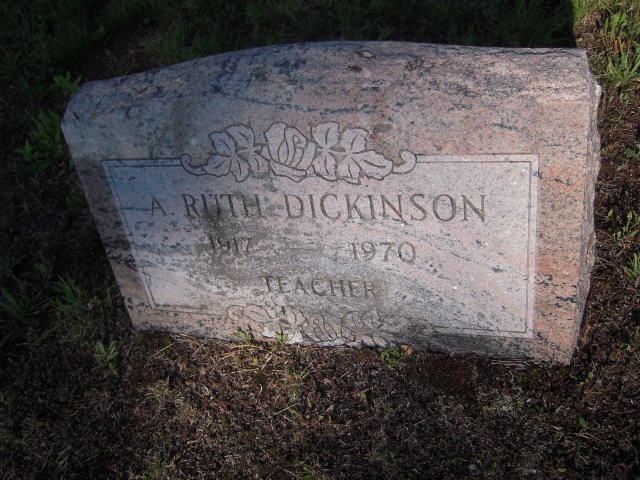 A RUTH DICKINSON
1917 — 1970
TEACHER